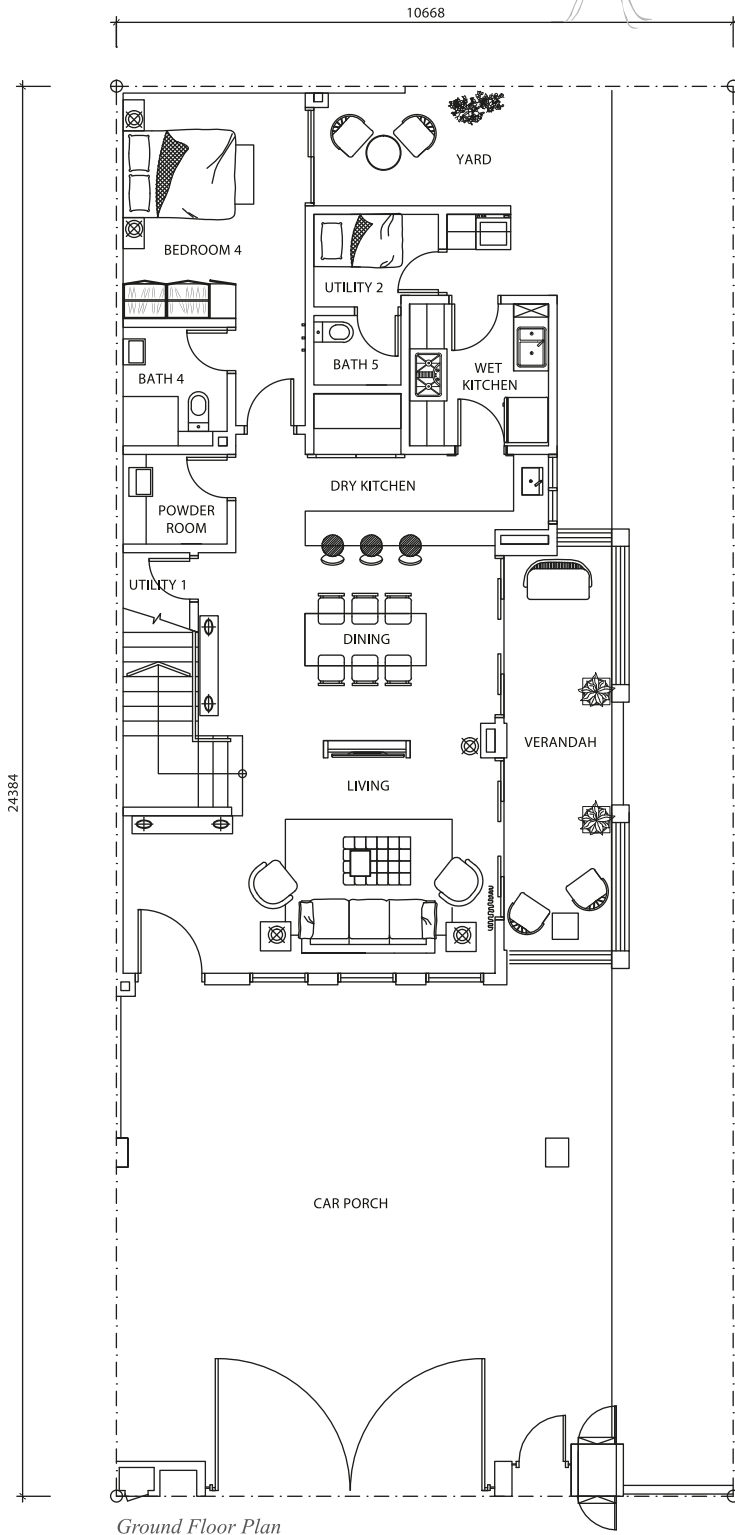 10668
YARD
BEDROOM 4
UTILITY 2
BATH 5
WET
KITCHEN
BATH 4
DRY KITCHEN
POWDER
ROOM
UTILITY 1
DINING
VERANDAH
LIVING
24384
CAR PORCH
Ground Floor Plan